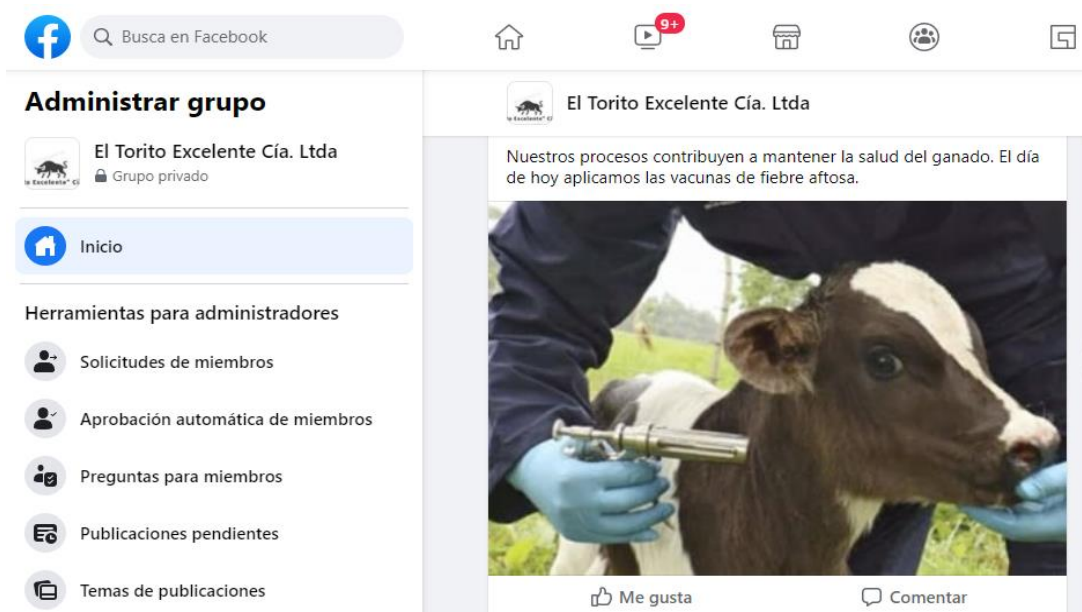 Busca en Facebook
9+
Administrar grupo
El Torito Excelente Cía. Ltda
Grupo privado
Inicio
Herramientas para administradores
Solicitudes de miembros
Aprobación automática de miembros
Preguntas para miembros
Publicaciones pendientes
Temas de publicaciones
El Torito Excelente Cía. Ltda
Nuestros procesos contribuyen a mantener la salud del ganado. El día
de hoy aplicamos las vacunas de fiebre aftosa.
Me gusta
Comentar